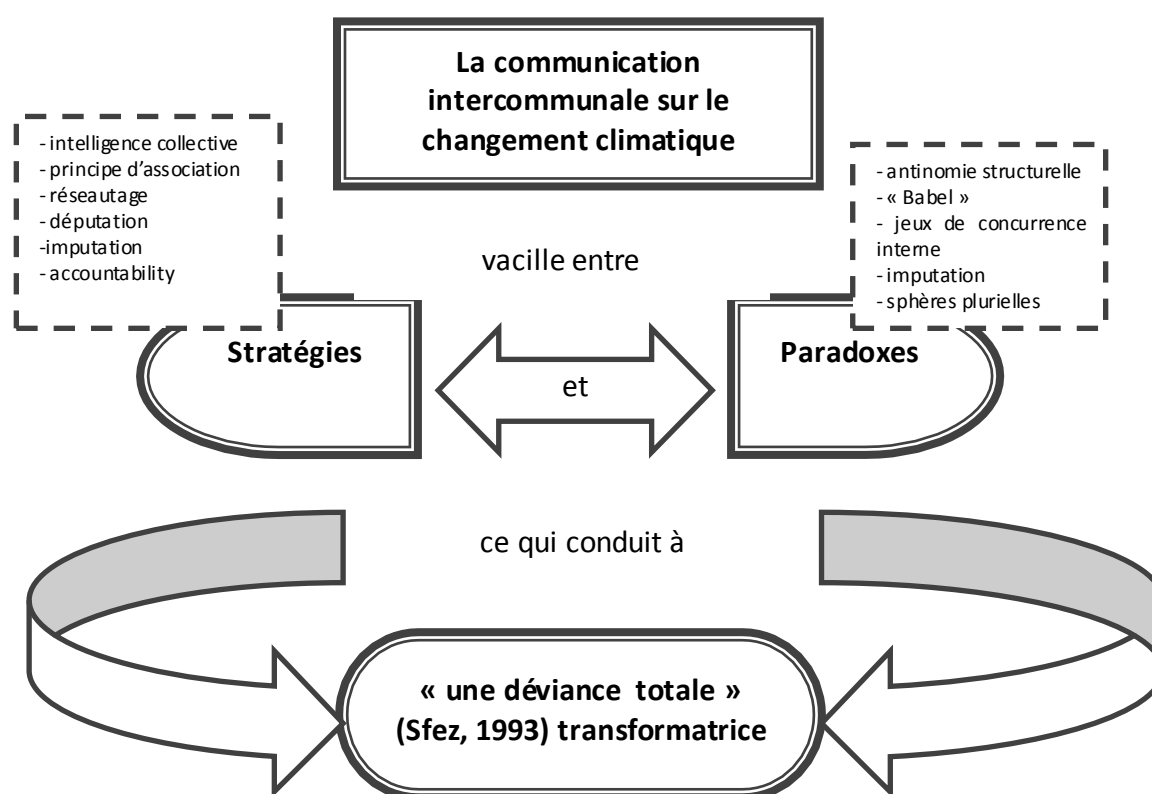 La communication
intercommunale sur le
changement climatique
- intelligence collective
- principe d'association
- réseautage
- députation
-imputation
- accountability
- antinomie structurelle
- « Babel »
- jeux de concurrence
interne
- imputation
- sphères plurielles
vacille entre
Stratégies
et
Paradoxes
ce qui conduit à
« une déviance totale »
(Sfez, 1993) transformatrice